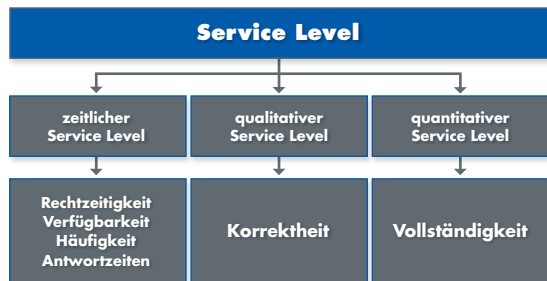 Service Level
zeitlicher
Service Level
qualitativer
Service Level
quantitativer
Service Level
Rechtzeitigkeit
Verfügbarkeit
Häufigkeit
Antwortzeiten
Korrektheit
Vollständigkeit